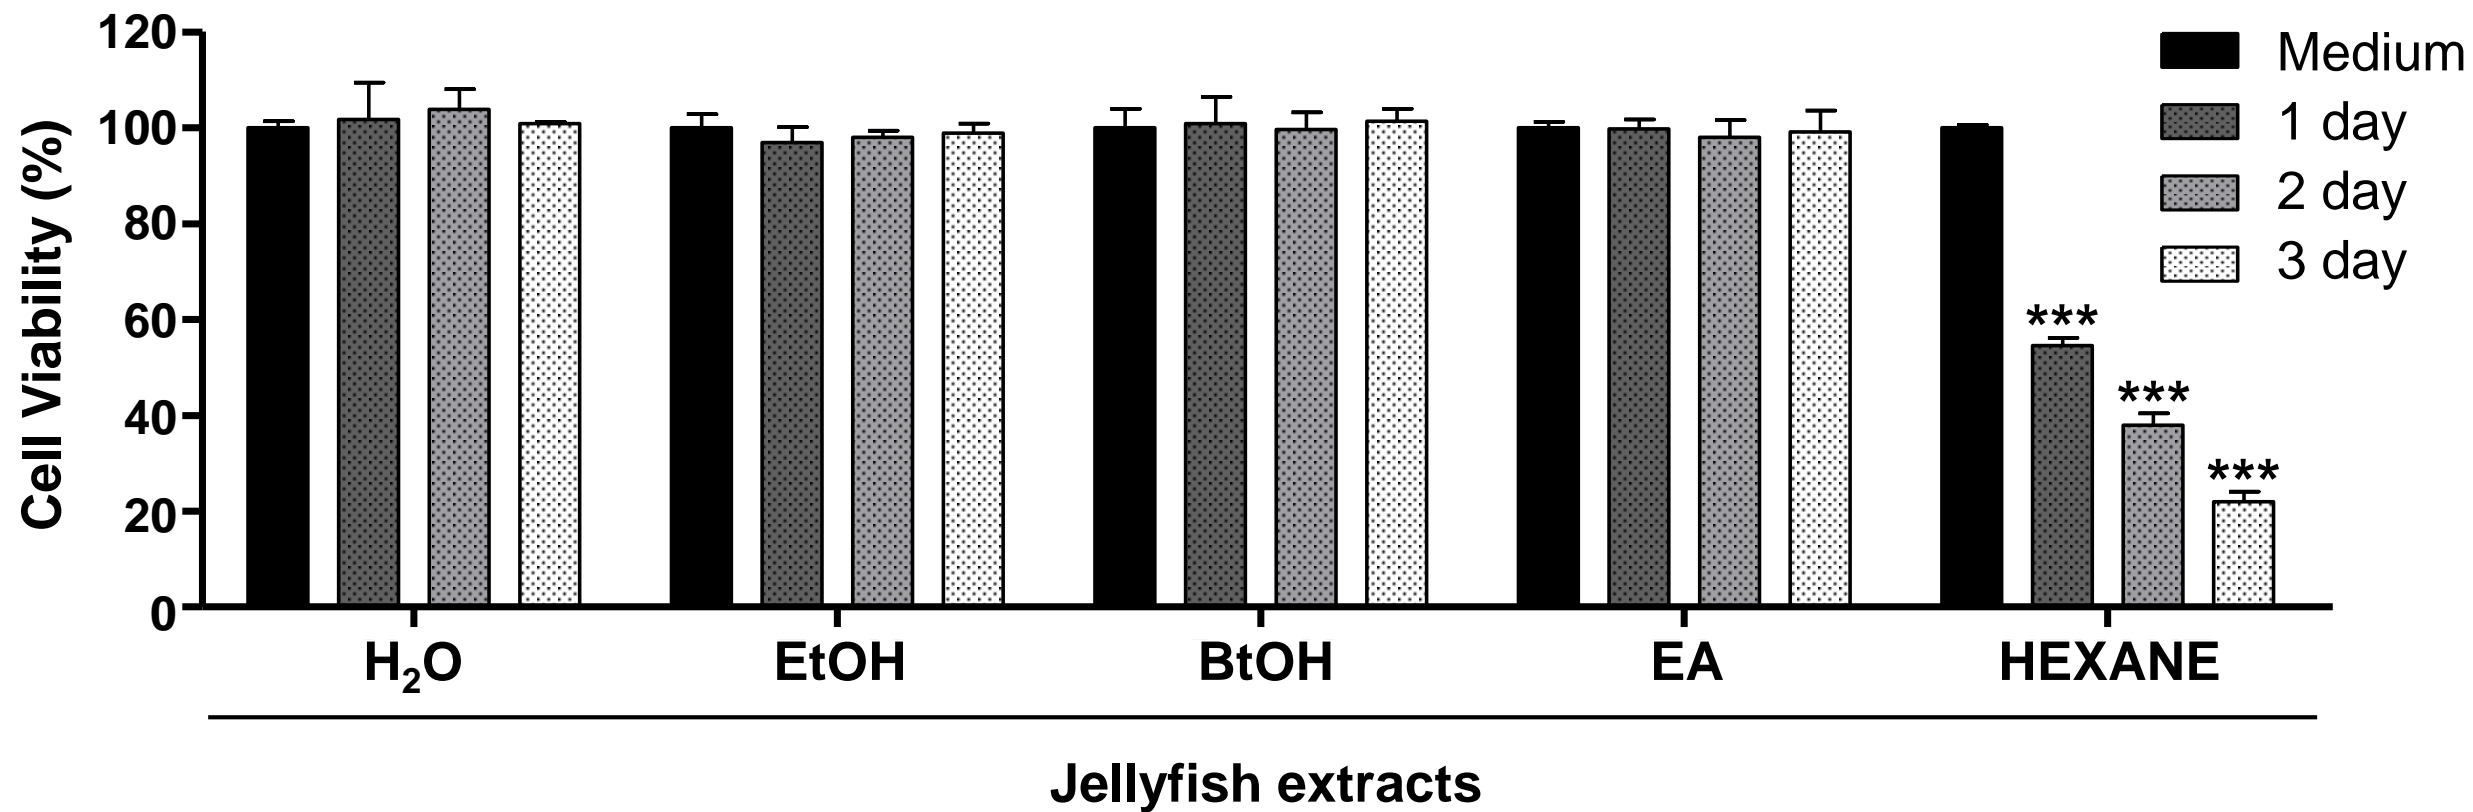 Cell Viability (%)
120
100
80
60
40
20
0
Medium
1 day
2 day
3 day
***
***
***
H₂O
EtOH
BtOH
EA
HEXANE
Jellyfish extracts